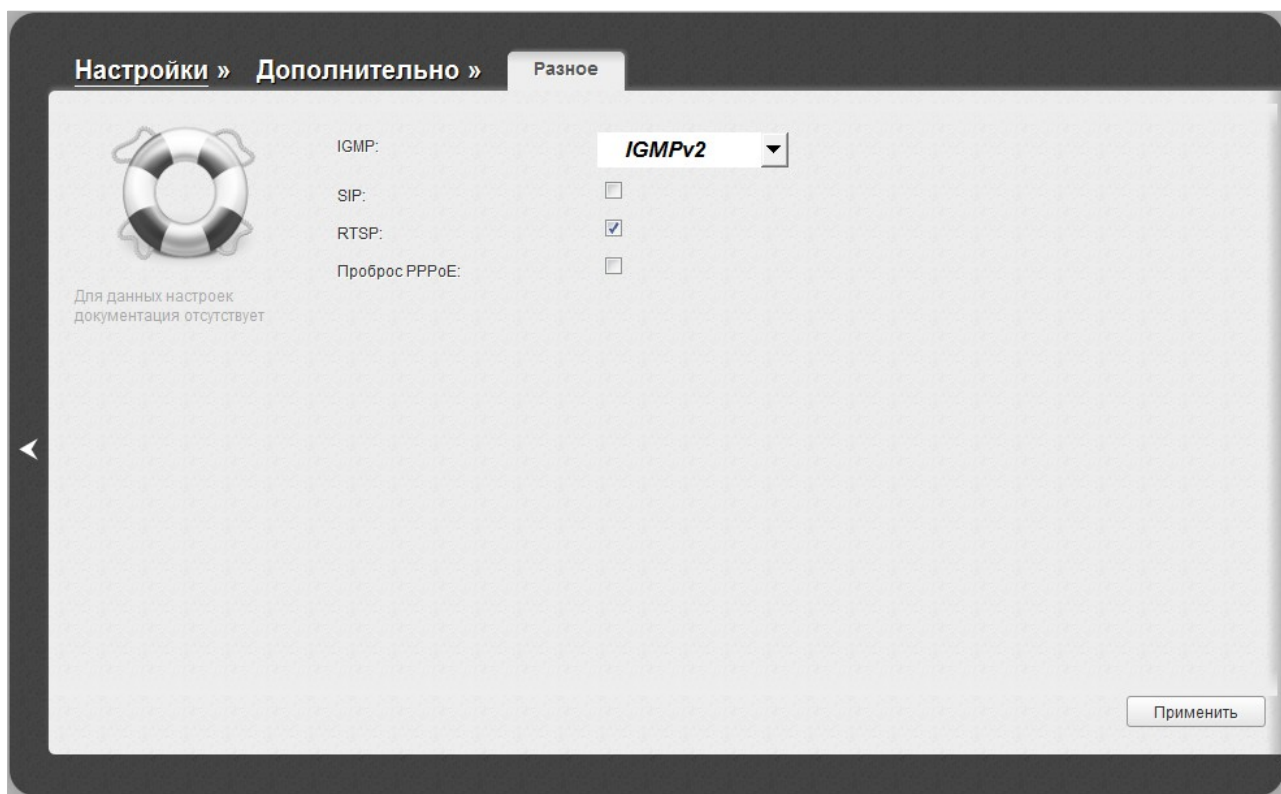 Настройки » Дополнительно » Разное
IGMP: IGMPv2
SIP:
RTSP:
Проброс PPPoE:
Для данных настроек
документация отсутствует
Применить